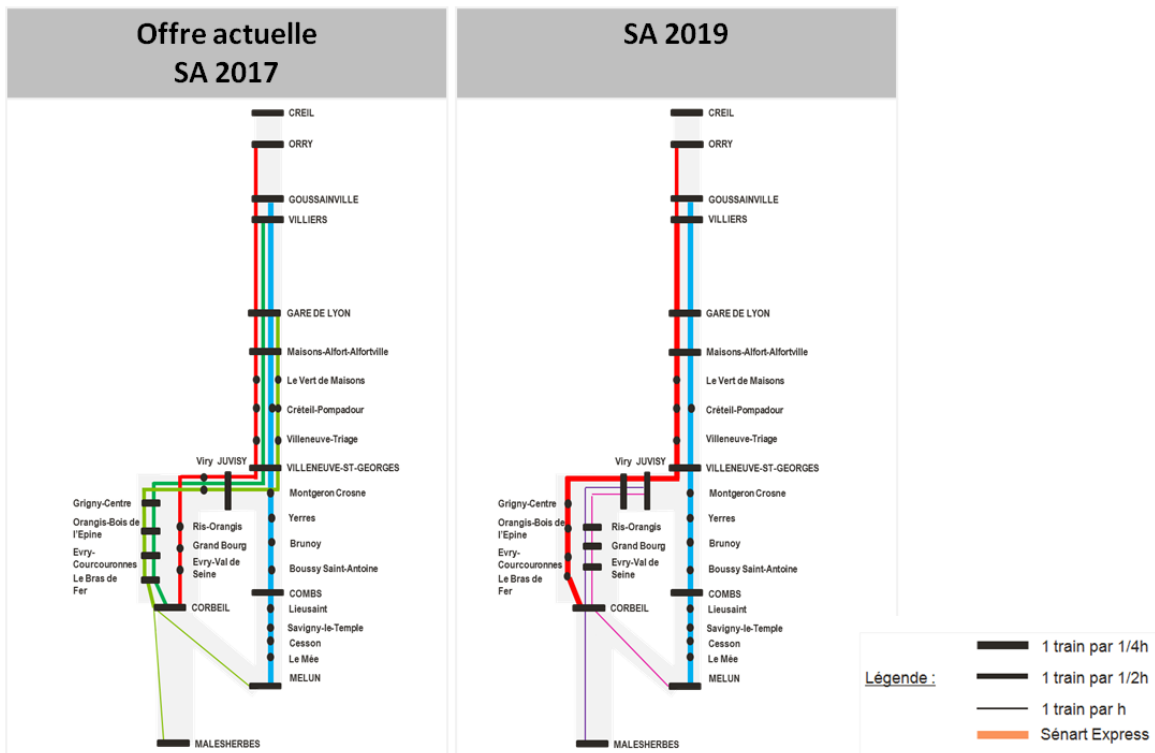 Offre actuelle
SA 2017
CREIL
ORRY
GOUSSAINVILLE
VILLIERS
GARE DE LYON
Maisons-Alfort-Alfortville
Le Vert de Maisons
Créteil-Pompadour
Villeneuve-Triage
Viry JUVISY
VILLENEUVE-ST-GEORGES
Montgeron Crosne
Grigny-Centre
Orangis-Bois de
l'Epine
Ris-Orangis
Yerres
Evry-
Courcouronnes
Grand Bourg
Brunoy
Le Bras de
Fer
Evry-Val de
Seine
Boussy Saint-Antoine
COMBS
CORBEIL
Lieusaint
Savigny-le-Temple
Cesson
Le Mée
MELUN
MALESHERBES
SA 2019
CREIL
ORRY
GOUSSAINVILLE
VILLIERS
GARE DE LYON
Maisons-Alfort-Alfortville
Le Vert de Maisons
Créteil-Pompadour
Villeneuve-Triage
Viry JUVISY
VILLENEUVE-ST-GEORGES
Montgeron Crosne
Grigny-Centre
Orangis-Bois de
l'Epine
Ris-Orangis
Yerres
Evry-
Courcouronnes
Grand Bourg
Brunoy
Le Bras de
Fer
Evry-Val de
Seine
Boussy Saint-Antoine
COMBS
CORBEIL
Lieusaint
Savigny-le-Temple
Cesson
Le Mée
MELUN
MALESHERBES
Légende :
1 train par 1/4h
1 train par 1/2h
1 train par h
Sénart Express